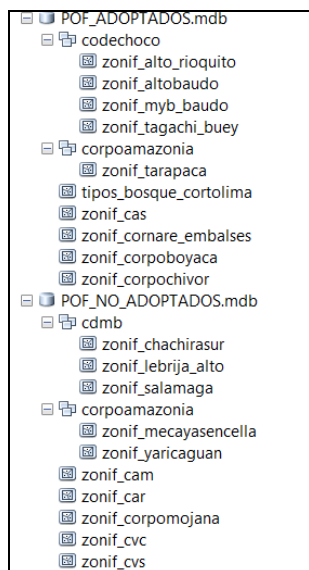 POF_ADOPTADOS.mdb
codechoco
zonif_alto_rioquito
zonif_altobaudo
zonif_myb_baudo
zonif_tagachi_buey
corpoamazonia
zonif_tarapaca
tipos_bosque_cortolima
zonif_cas
zonif_cornare_embalses
zonif_corpoboyaca
zonif_corpochivor
POF_NO_ADOPTADOS.mdb
cdmb
zonif_chachirasur
zonif_lebrija_alto
zonif_salamaga
corpoamazonia
zonif_mecayasencella
zonif_yaricaguan
zonif_cam
zonif_car
zonif_corpomojana
zonif_cvc
zonif_cvs